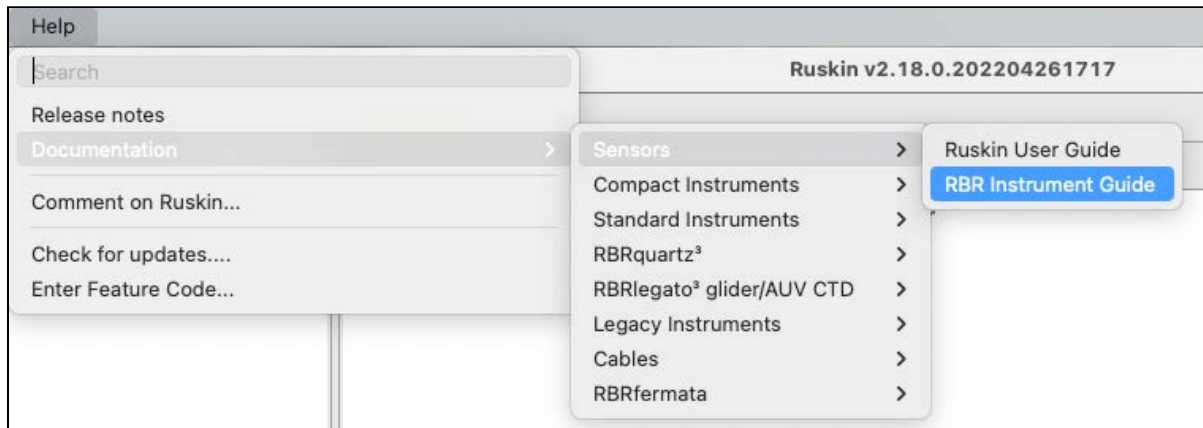 Help
Search
Ruskin v2.18.0.202204261717
Release notes
Documentation
Comment on Ruskin...
Check for updates....
Enter Feature Code...
Sensors
Compact Instruments
Standard Instruments
RBRquartz³
RBRlegato³ glider/AUV CTD
Legacy Instruments
Cables
RBRfermata
Ruskin User Guide
RBR Instrument Guide